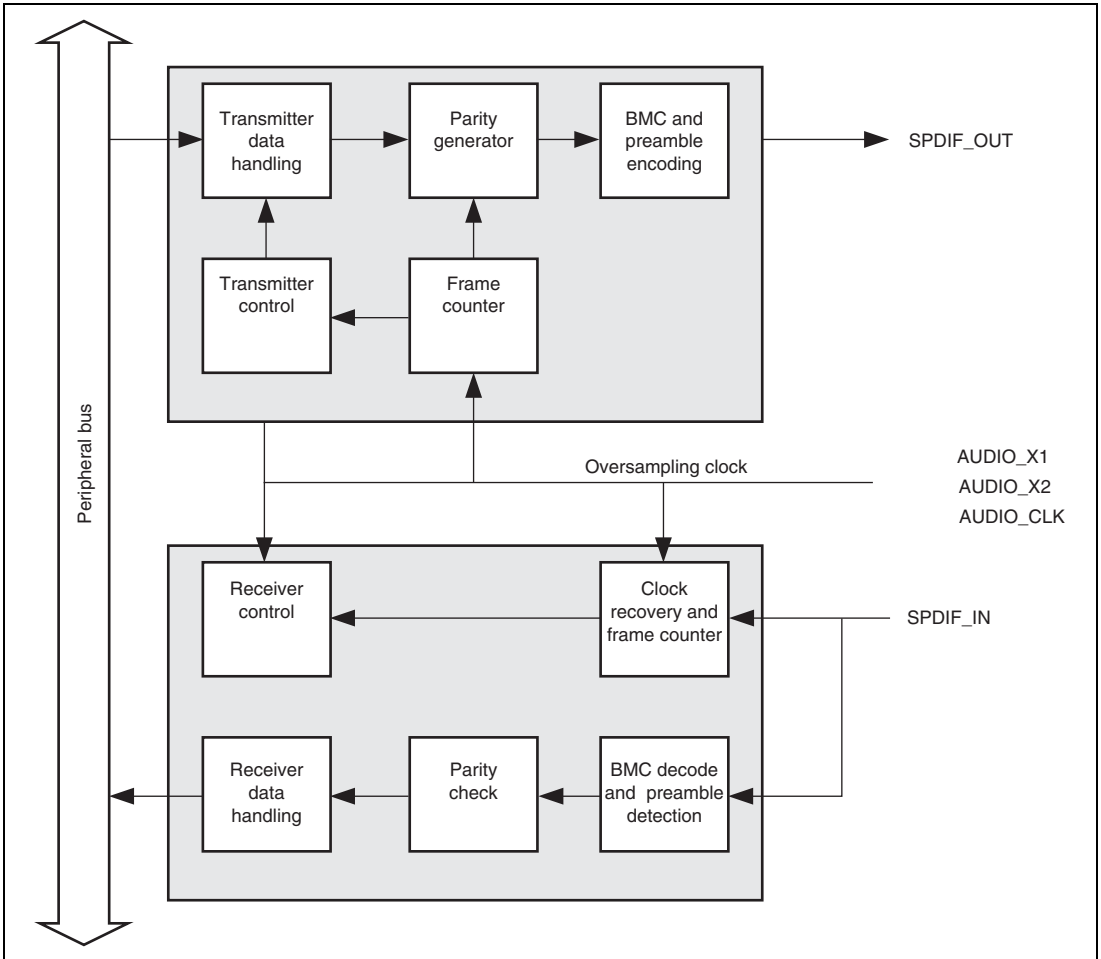 Transmitter
data
handling
Parity
generator
BMC and
preamble
encoding
SPDIF_OUT
Transmitter
control
Frame
counter
Peripheral bus
Oversampling clock
AUDIO_X1
AUDIO_X2
AUDIO_CLK
Receiver
control
Clock
recovery and
frame counter
SPDIF_IN
Receiver
data
handling
Parity
check
BMC decode
and preamble
detection